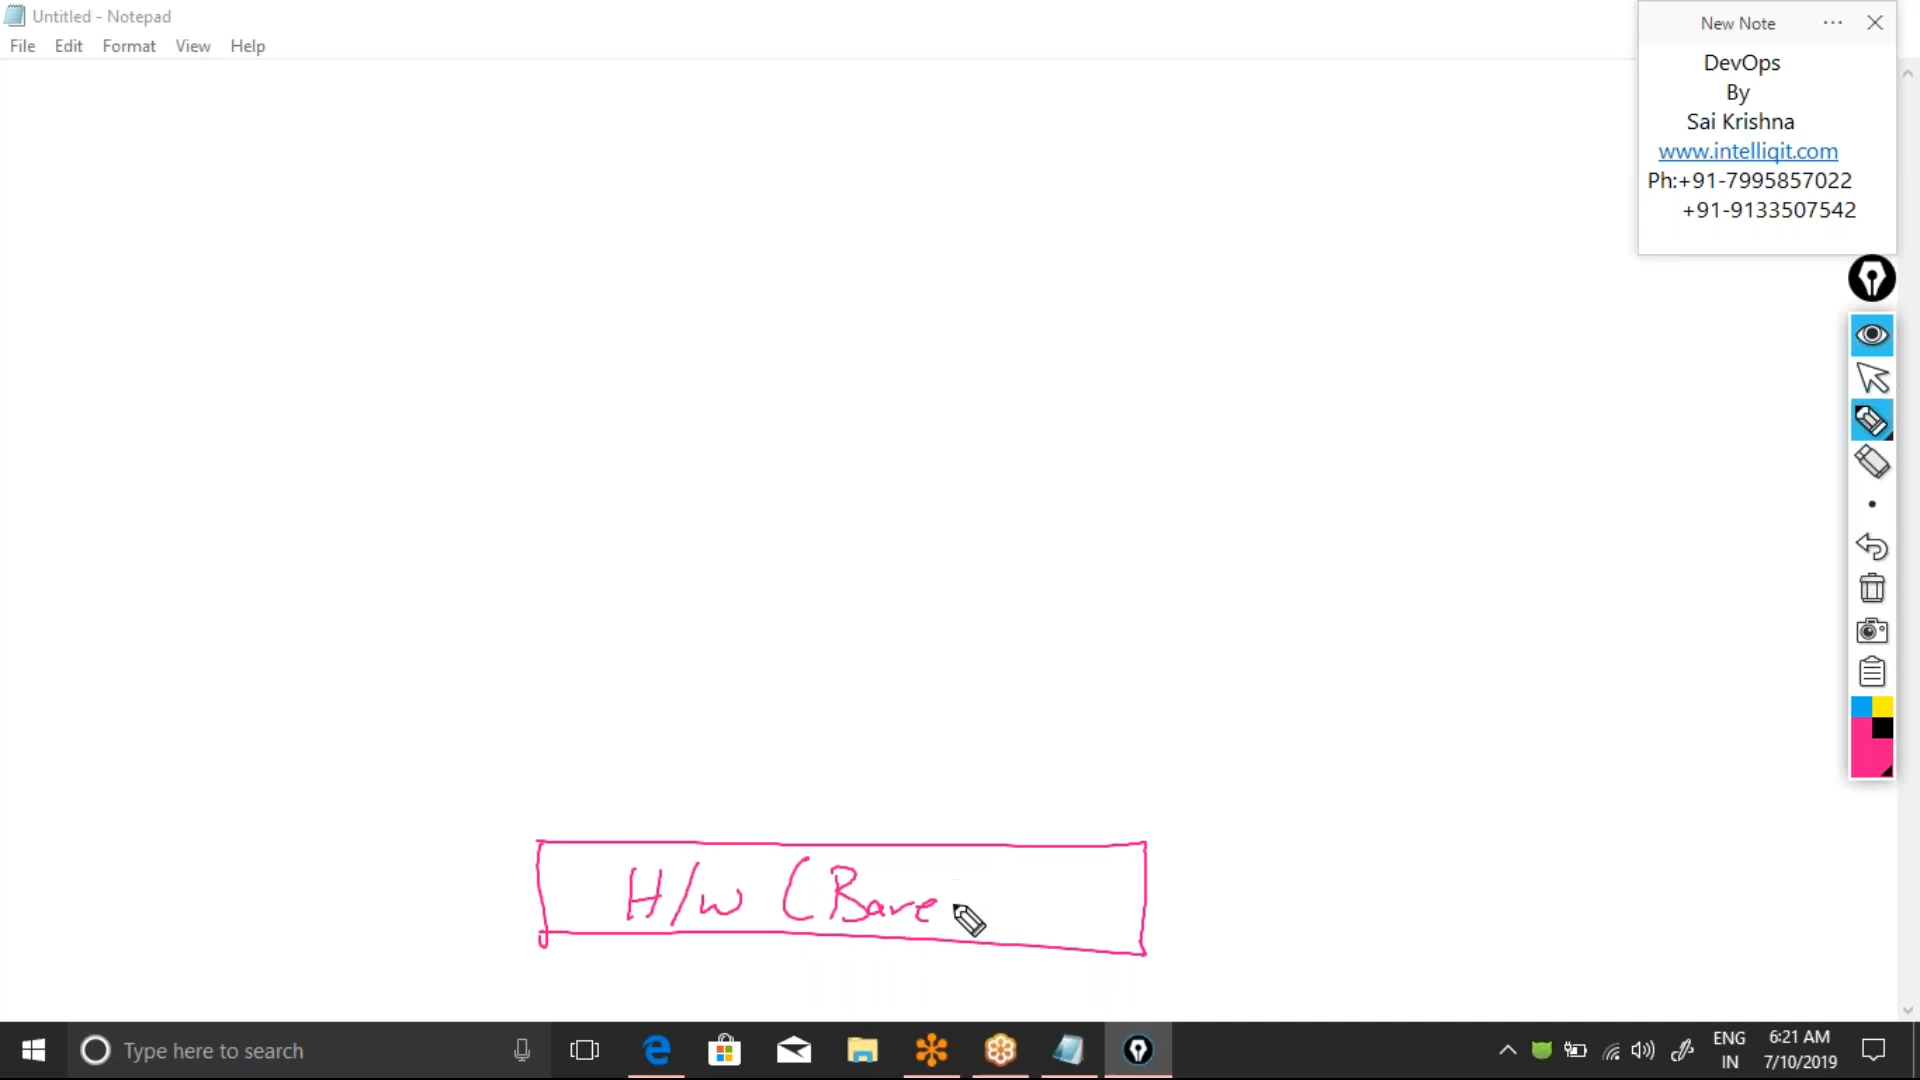 Untitled - Notepad
File Edit Format View Help
New Note
DevOps
By
Sai Krishna
www.intelliqit.com
Ph:+91-7995857022
+91-9133507542
H/w (Bare
Type here to search
ENG
IN
6:21 AM
7/10/2019